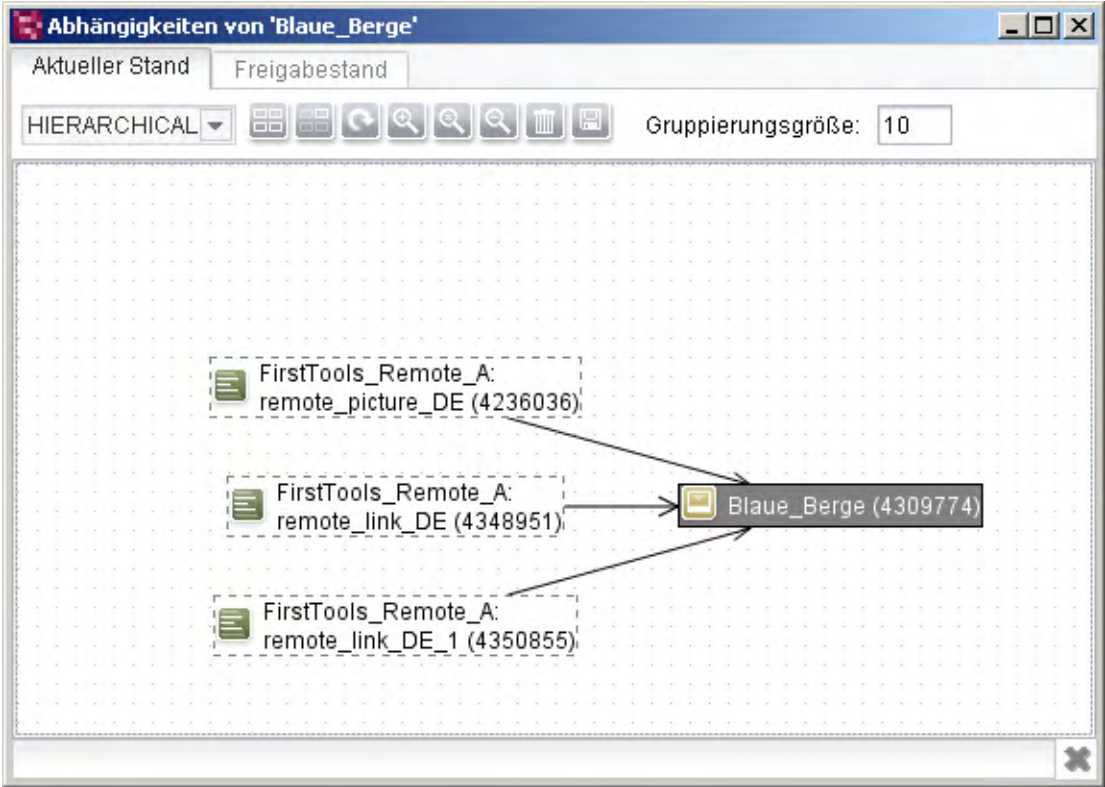 Abhängigkeiten von 'Blaue_Berge'
Aktueller Stand
Freigabestand
HIERARCHICAL
Gruppierungsgröße:
10
FirstTools_Remote_A:
remote_picture_DE (4236036)
FirstTools_Remote_A:
remote_link_DE (4348951)
Blaue_Berge (4309774)
FirstTools_Remote_A:
remote_link_DE_1 (4350855)